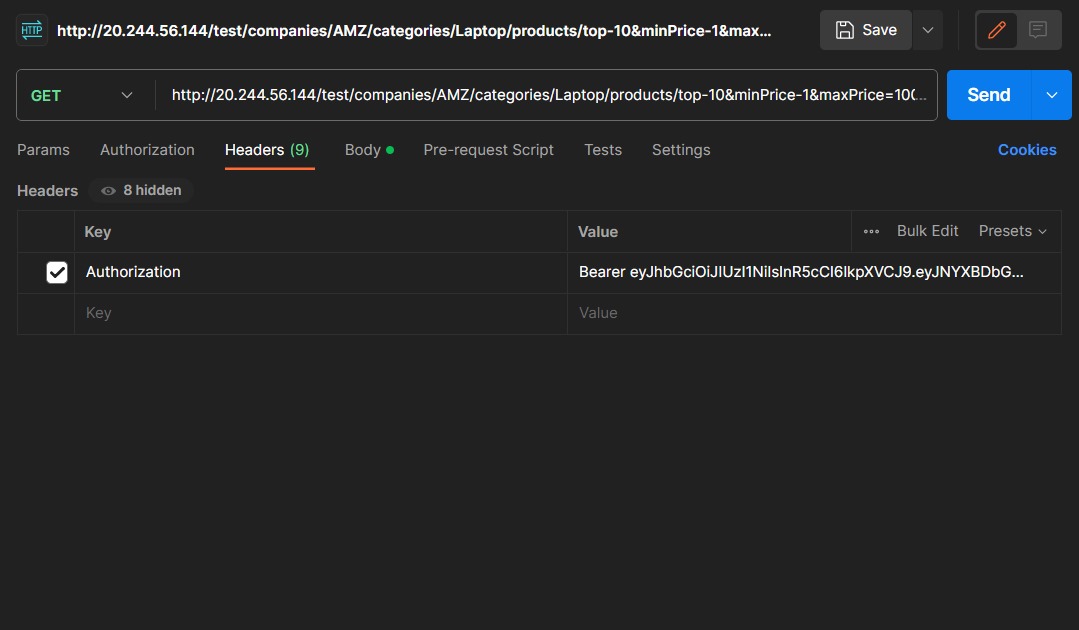 HTTP http://20.244.56.144/test/companies/AMZ/categories/Laptop/products/top-10&minPrice-1&max... Save
GET http://20.244.56.144/test/companies/AMZ/categories/Laptop/products/top-10&minPrice-1&maxPrice=100... Send
Params Authorization Headers (9) Body Pre-request Script Tests Settings Cookies
Headers 8 hidden
Key Value Bulk Edit Presets
Authorization Bearer eyJhbGciOiJIUzI1NiIsInR5cCI6IkpXVCJ9.eyJNYXBDbG...
Key Value